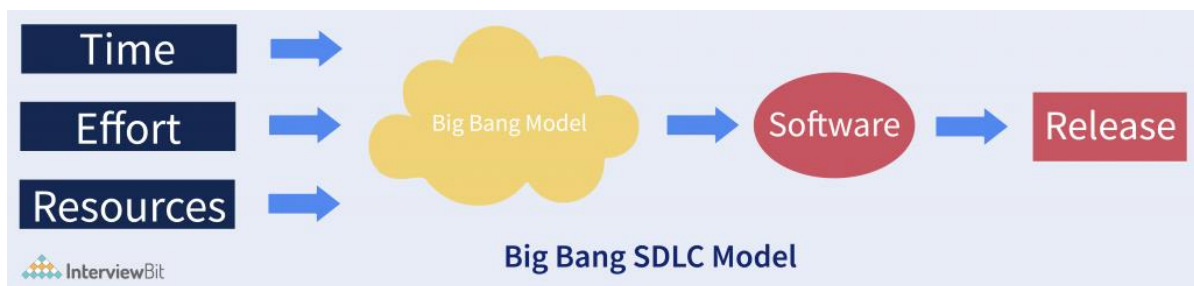 Time
Effort
Resources
Big Bang Model
Software
Release
Big Bang SDLC Model
InterviewBit